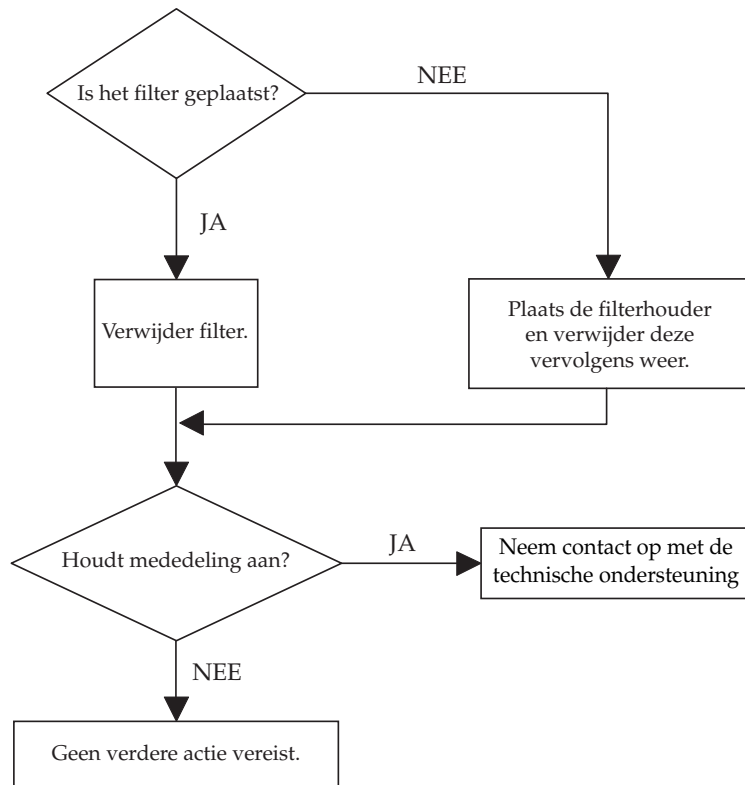 Is het filter geplaatst?
NEE
JA
Verwijder filter.
Plaats de filterhouder
en verwijder deze
vervolgens weer.
Houdt mededeling aan?
JA
Neem contact op met de
technische ondersteuning
NEE
Geen verdere actie vereist.